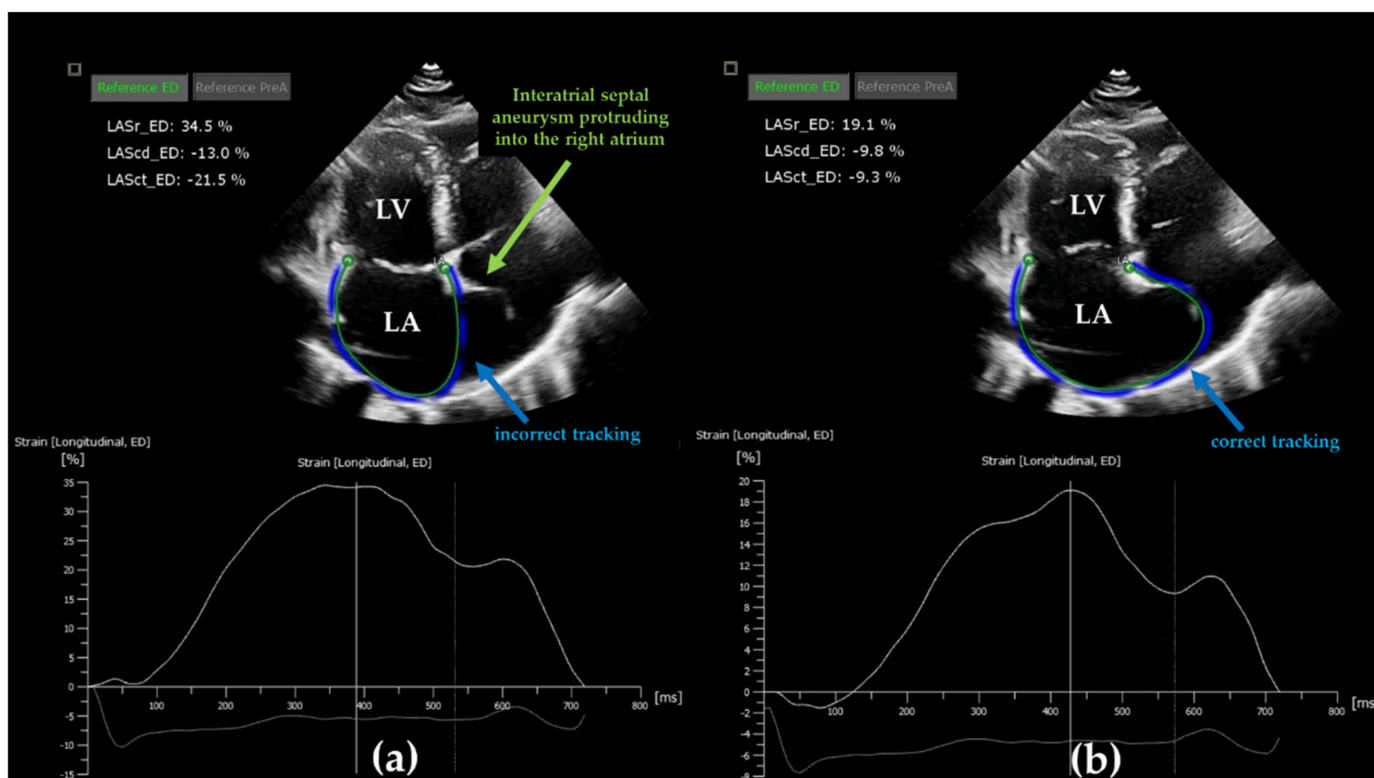 Reference ED Reference PreA
LASr_ED: 34.5 %
LAScd_ED: -13.0 %
LASct_ED: -21.5 %
Interatrial septal
aneurysm protruding
into the right atrium
LV
LA
LA
incorrect tracking
Strain [Longitudinal, ED]
[%]
Strain [Longitudinal, ED]
35
30
25
20
15
10
5
0
-5
-10
-15
100 200 300 400 500 600 700 800 [ms]
(a)
Reference ED Reference PreA
LASr_ED: 19.1 %
LAScd_ED: -9.8 %
LASct_ED: -9.3 %
LV
LA
LA
correct tracking
Strain [Longitudinal, ED]
[%]
Strain [Longitudinal, ED]
20
18
16
14
12
10
8
6
4
2
0
-2
-4
-6
-8
100 200 300 400 500 600 700 800 [ms]
(b)